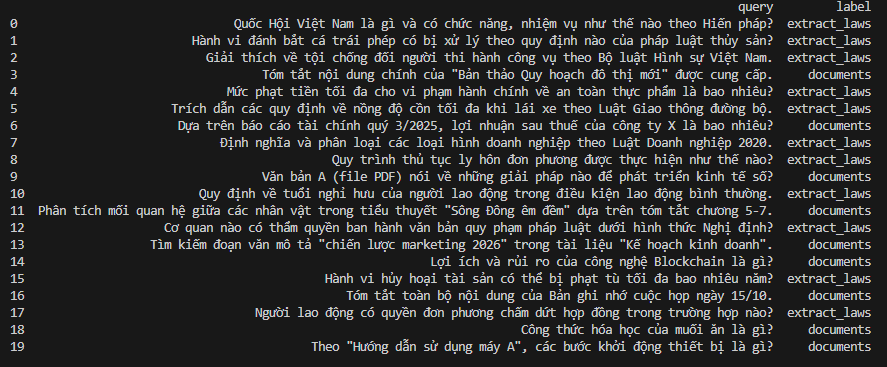 query label
0 Quốc Hội Việt Nam là gì và có chức năng, nhiệm vụ như thế nào theo Hiến pháp? extract_laws
1 Hành vi đánh bắt cá trái phép có bị xử lý theo quy định nào của pháp luật thủy sản? extract_laws
2 Giải thích về tội chống đối người thi hành công vụ theo Bộ luật Hình sự Việt Nam. extract_laws
3 Tóm tắt nội dung chính của "Bản thảo Quy hoạch đô thị mới" được cung cấp. documents
4 Mức phạt tiền tối đa cho vi phạm hành chính về an toàn thực phẩm là bao nhiêu? extract_laws
5 Trích dẫn các quy định về nồng độ cồn tối đa khi lái xe theo Luật Giao thông đường bộ. extract_laws
6 Dựa trên báo cáo tài chính quý 3/2025, lợi nhuận sau thuế của công ty X là bao nhiêu? documents
7 Định nghĩa và phân loại các loại hình doanh nghiệp theo Luật Doanh nghiệp 2020. extract_laws
8 Quy trình thủ tục ly hôn đơn phương được thực hiện như thế nào? extract_laws
9 Văn bản A (file PDF) nói về những giải pháp nào để phát triển kinh tế số? documents
10 Quy định về tuổi nghỉ hưu của người lao động trong điều kiện lao động bình thường. extract_laws
11 Phân tích mối quan hệ giữa các nhân vật trong tiểu thuyết "Sông Đông êm đềm" dựa trên tóm tắt chương 5-7. documents
12 Cơ quan nào có thẩm quyền ban hành văn bản quy phạm pháp luật dưới hình thức Nghị định? extract_laws
13 Tìm kiếm đoạn văn mô tả "chiến lược marketing 2026" trong tài liệu "Kế hoạch kinh doanh". documents
14 Lợi ích và rủi ro của công nghệ Blockchain là gì? documents
15 Hành vi hủy hoại tài sản có thể bị phạt tù tối đa bao nhiêu năm? extract_laws
16 Tóm tắt toàn bộ nội dung của Bản ghi nhớ cuộc họp ngày 15/10. documents
17 Người lao động có quyền đơn phương chấm dứt hợp đồng trong trường hợp nào? extract_laws
18 Công thức hóa học của muối ăn là gì? documents
19 Theo "Hướng dẫn sử dụng máy A", các bước khởi động thiết bị là gì? documents